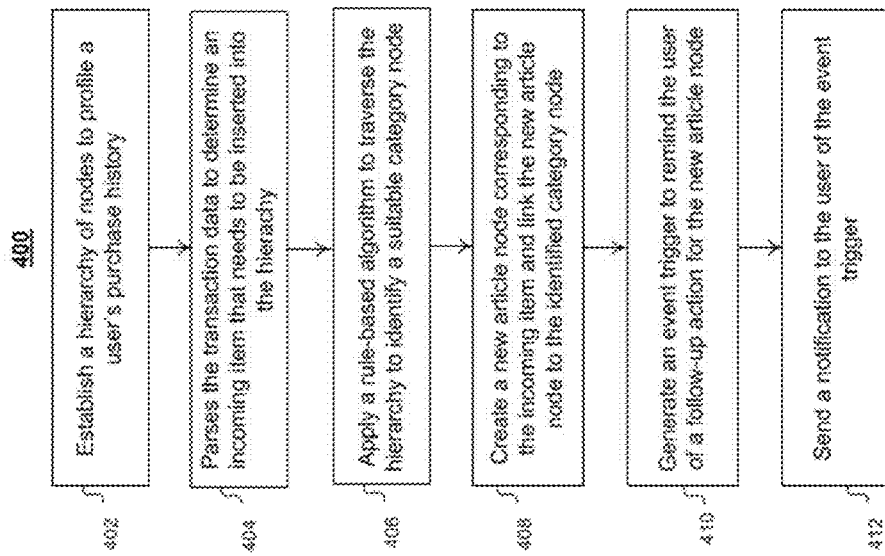 400
402
Establish a hierarchy of nodes to profile a
user's purchase history
404
Parses the transaction data to determine an
incoming item that needs to be inserted into
the hierachy
406
Apply a rule-based algorithm to traverse the
hierarchy to identify a suitable category node
408
Create a new article node corresponding to
the incoming item and link the new article
node to the identified category node
410
Generate an event trigger to remind the user
of a follow-up action for the new article node
412
Send a notification to the user of the event
trigger